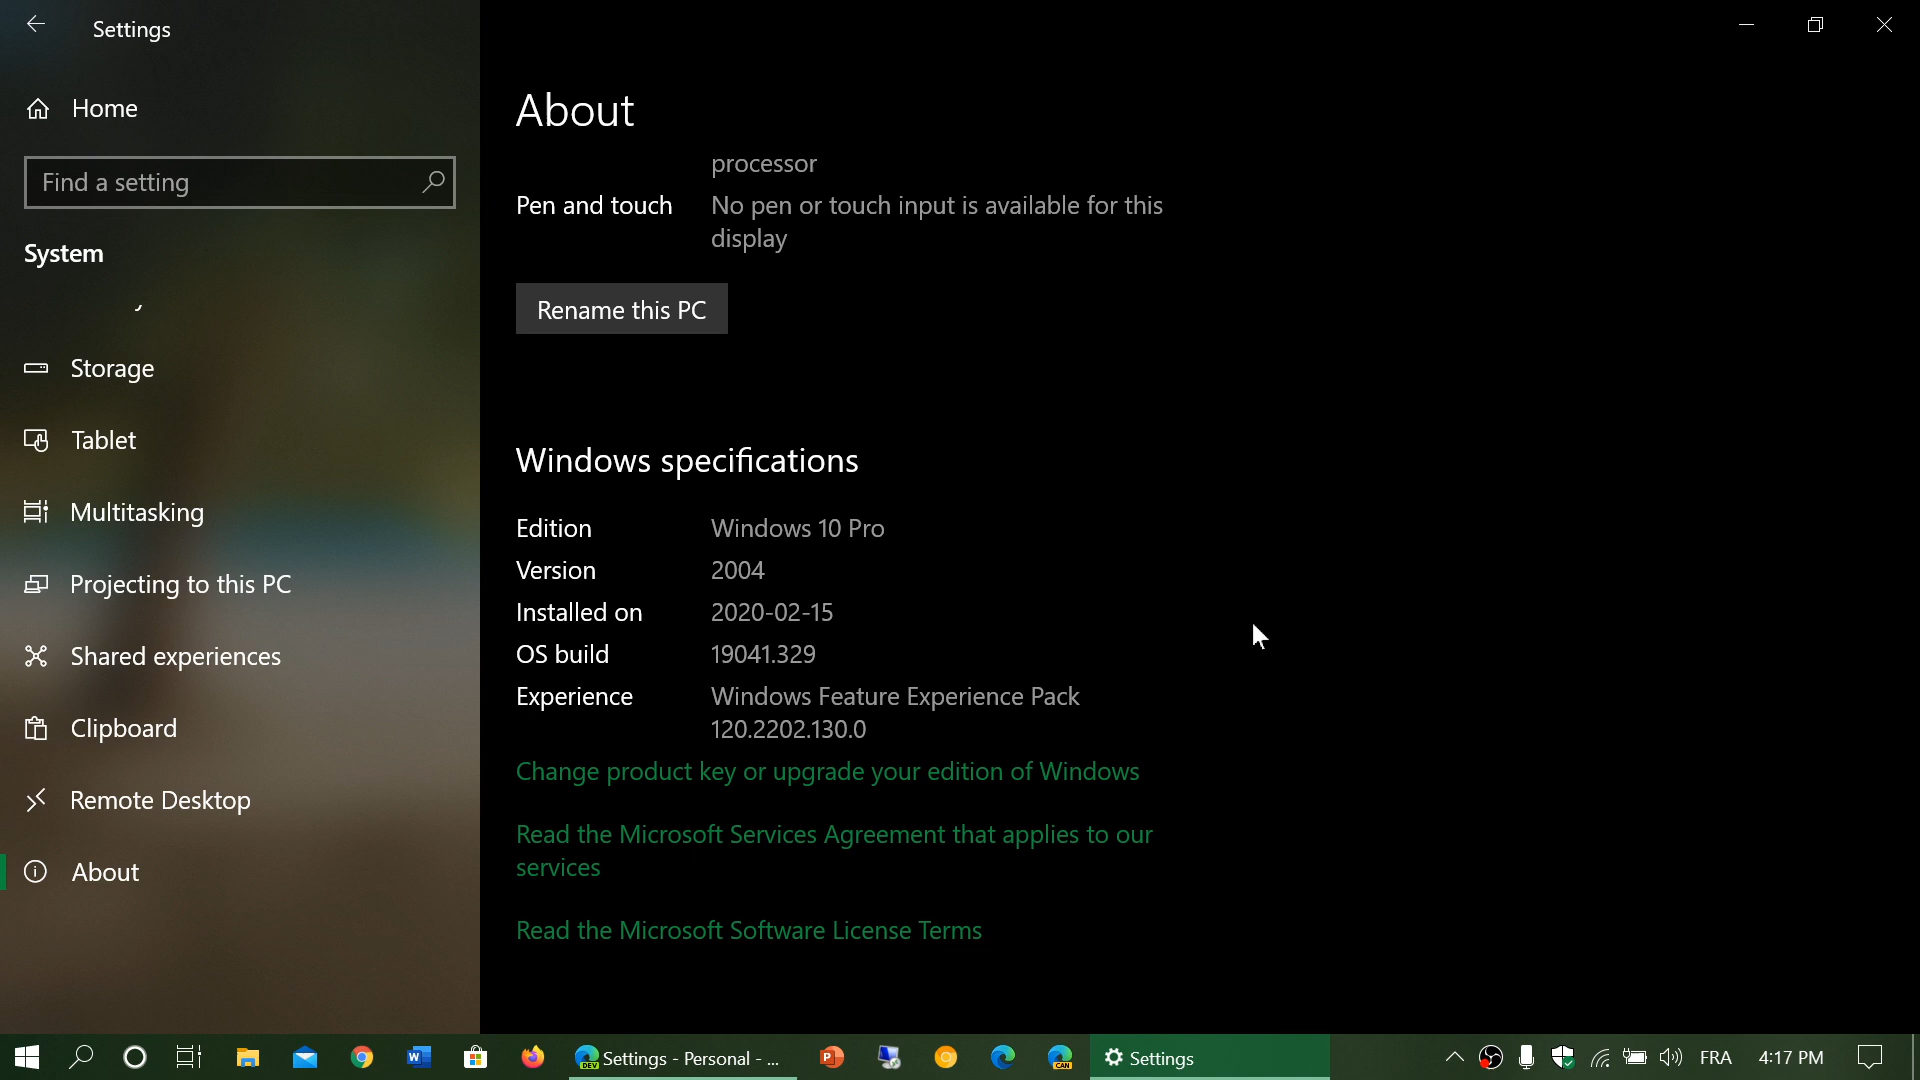 Settings
Home
Find a setting
System
Storage
Tablet
Multitasking
Projecting to this PC
Shared experiences
Clipboard
Remote Desktop
About
About
processor
Pen and touch No pen or touch input is available for this
display
Rename this PC
Windows specifications
Edition Windows 10 Pro
Version 2004
Installed on 2020-02-15
OS build 19041.329
Experience Windows Feature Experience Pack
120.2202.130.0
Change product key or upgrade your edition of Windows
Read the Microsoft Services Agreement that applies to our
services
Read the Microsoft Software License Terms
W DEV Settings - Personal - ... P CAN Settings FRA 4:17 PM